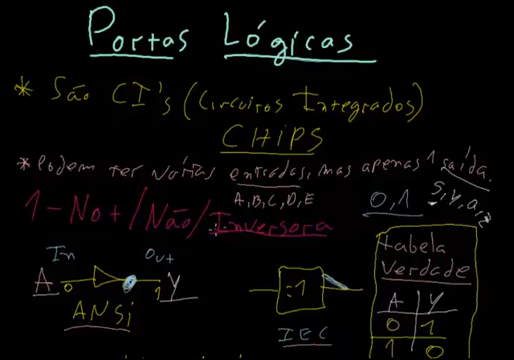 Portas Lógicas
* São CI's (Circuitos Integrados)
CHIPS
* Podem ter várias entradas, mas apenas 1 saída.
A, B, C, D, E
0,1
S, Y, Q, Z
1 - Not / Não / Inversora
In Out
A 0 1 Y
ANSi
:1
IEC
tabela
Verdade
A Y
0 1
1 0